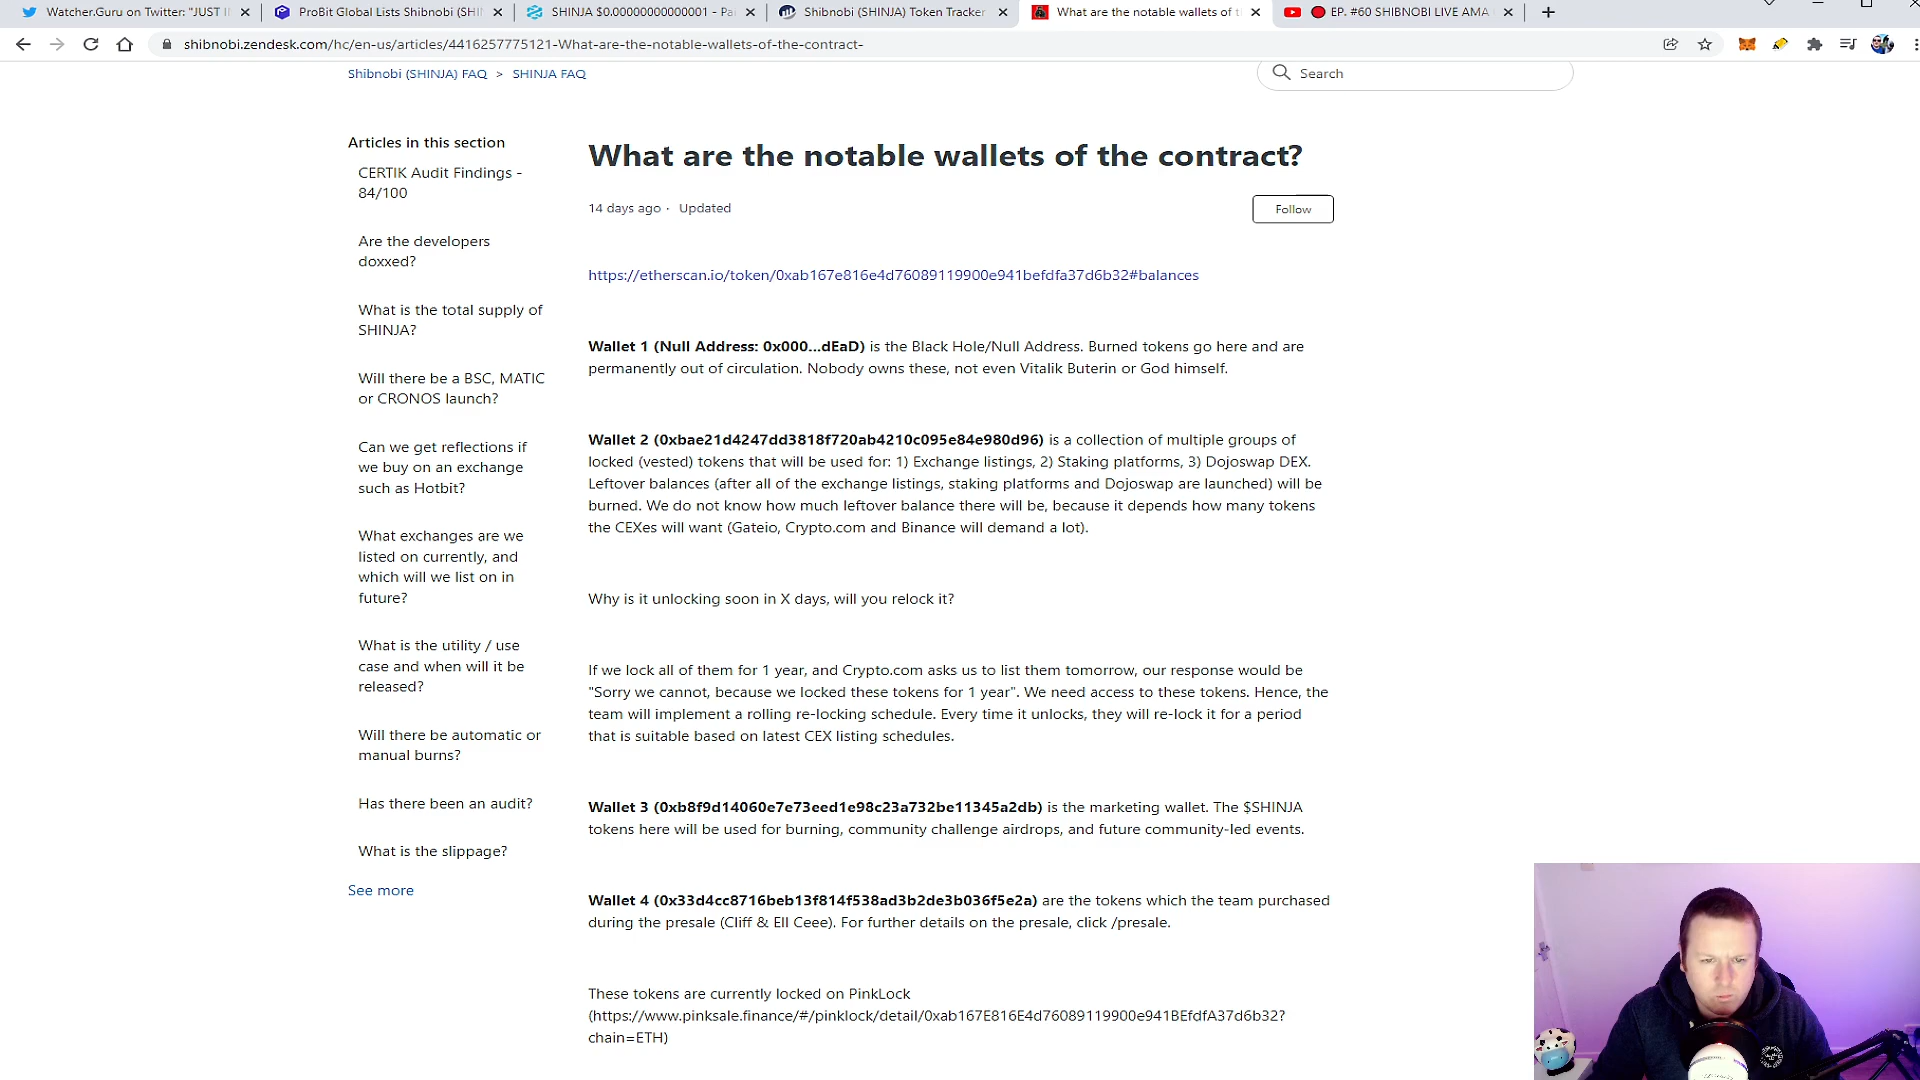 Watcher.Guru on Twitter: "JUST I
ProBit Global Lists Shibnobi (SHI
SHINJA $0.00000000000001 - Pa
Shibnobi (SHINJA) Token Tracker
What are the notable wallets of t
EP. #60 SHIBNOBI LIVE AMA
shibnobi.zendesk.com/hc/en-us/articles/4416257775121-What-are-the-notable-wallets-of-the-contract-
Shibnobi (SHINJA) FAQ > SHINJA FAQ
Search
Articles in this section
CERTIK Audit Findings -
84/100
Are the developers
doxxed?
What is the total supply of
SHINJA?
Will there be a BSC, MATIC
or CRONOS launch?
Can we get reflections if
we buy on an exchange
such as Hotbit?
What exchanges are we
listed on currently, and
which will we list on in
future?
What is the utility / use
case and when will it be
released?
Will there be automatic or
manual burns?
Has there been an audit?
What is the slippage?
See more
What are the notable wallets of the contract?
14 days ago · Updated
Follow
https://etherscan.io/token/0xab167e816e4d76089119900e941befdfa37d6b32#balances
Wallet 1 (Null Address: 0x000...dEaD) is the Black Hole/Null Address. Burned tokens go here and are
permanently out of circulation. Nobody owns these, not even Vitalik Buterin or God himself.
Wallet 2 (0xbae21d4247dd3818f720ab4210c095e84e980d96) is a collection of multiple groups of
locked (vested) tokens that will be used for: 1) Exchange listings, 2) Staking platforms, 3) Dojoswap DEX.
Leftover balances (after all of the exchange listings, staking platforms and Dojoswap are launched) will be
burned. We do not know how much leftover balance there will be, because it depends how many tokens
the CEXes will want (Gateio, Crypto.com and Binance will demand a lot).
Why is it unlocking soon in X days, will you relock it?
If we lock all of them for 1 year, and Crypto.com asks us to list them tomorrow, our response would be
"Sorry we cannot, because we locked these tokens for 1 year". We need access to these tokens. Hence, the
team will implement a rolling re-locking schedule. Every time it unlocks, they will re-lock it for a period
that is suitable based on latest CEX listing schedules.
Wallet 3 (0xb8f9d14060e7e73eed1e98c23a732be11345a2db) is the marketing wallet. The $SHINJA
tokens here will be used for burning, community challenge airdrops, and future community-led events.
Wallet 4 (0x33d4cc8716beb13f814f538ad3b2de3b036f5e2a) are the tokens which the team purchased
during the presale (Cliff & Ell Ceee). For further details on the presale, click /presale.
These tokens are currently locked on PinkLock
(https://www.pinksale.finance/#/pinklock/detail/0xab167E816E4d76089119900e941BEfdfA37d6b32?
chain=ETH)